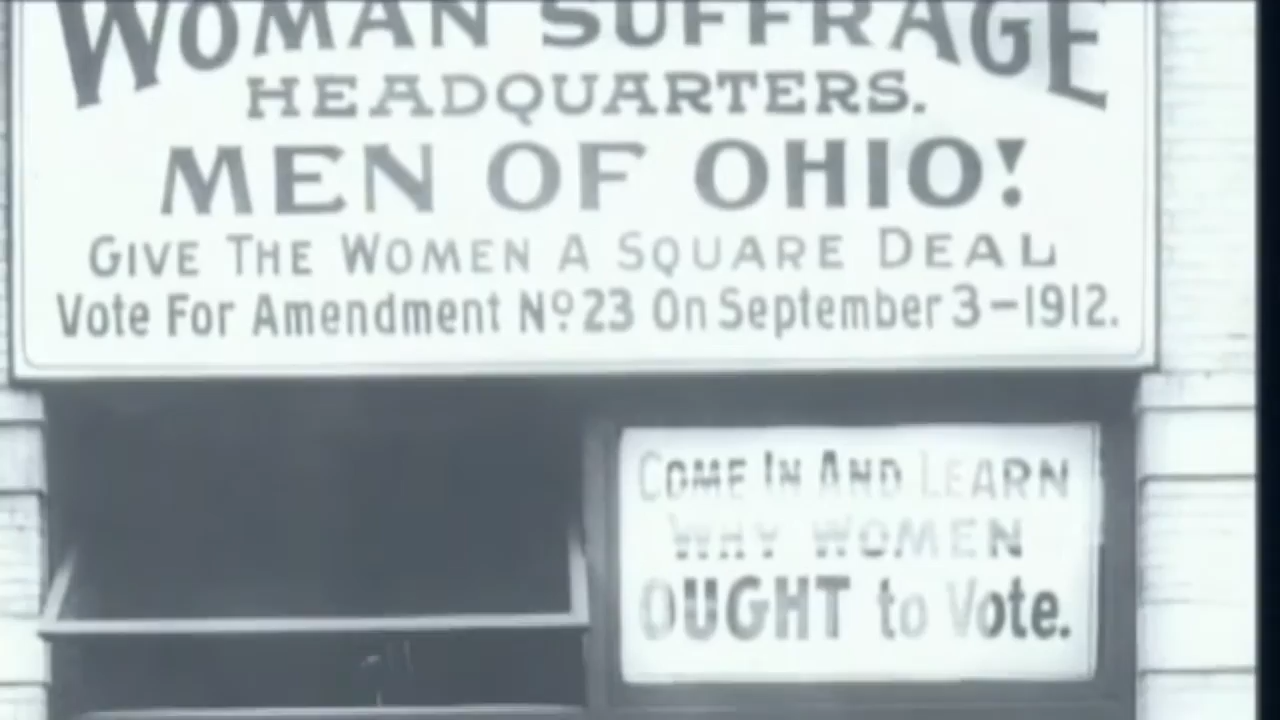 WOMAN SUFFRAGE
HEADQUARTERS.
MEN OF OHIO!
GIVE THE WOMEN A SQUARE DEAL
Vote For Amendment Nº 23 On September 3-1912.
COME IN AND LEARN
WHY WOMEN
OUGHT to Vote.